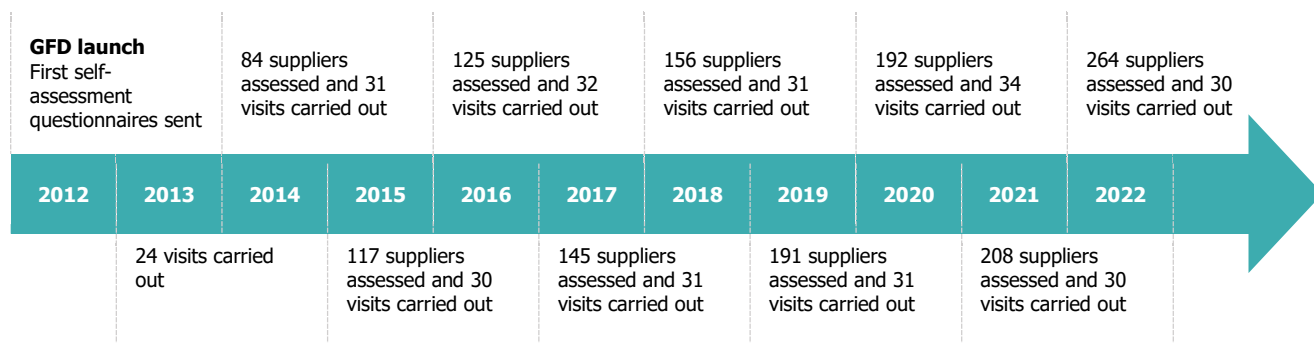 GFD launch
First self-
assessment
questionnaires sent
84 suppliers
assessed and 31
visits carried out
125 suppliers
assessed and 32
visits carried out
156 suppliers
assessed and 31
visits carried out
192 suppliers
assessed and 34
visits carried out
264 suppliers
assessed and 30
visits carried out
2012 2013 2014 2015 2016 2017 2018 2019 2020 2021 2022
24 visits carried
out
117 suppliers
assessed and 30
visits carried out
145 suppliers
assessed and 31
visits carried out
191 suppliers
assessed and 31
visits carried out
208 suppliers
assessed and 30
visits carried out